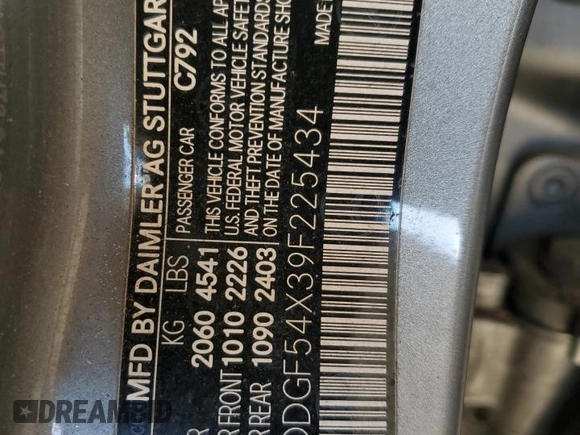 MFD BY DAIMLER AG STUTTGAR
C792
KG LBS
PASSENGER CAR
2060 4541
FRONT 1010 2226
REAR 1090 2403
THIS VEHICLE CONFORMS TO ALL AP
U.S. FEDERAL MOTOR VEHICLE SAFET
AND THEFT PREVENTION STANDARDS
ON THE DATE OF MANUFACTURE SHOW
MADE
DGF54X39F225434
DREAMBID